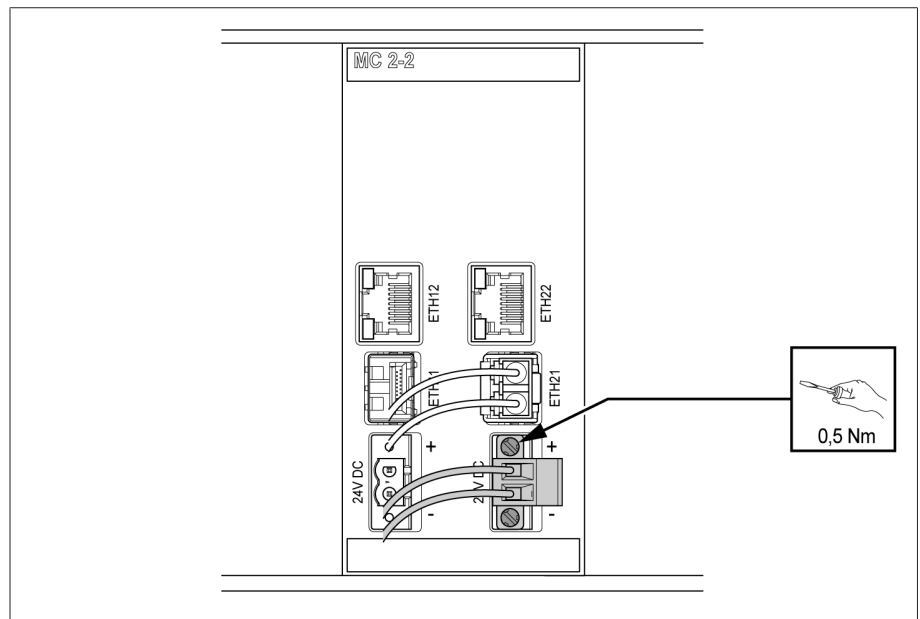 MC 2-2
ETH12
ETH22
ETH21
+
+
24V DC
-
-
0,5 Nm